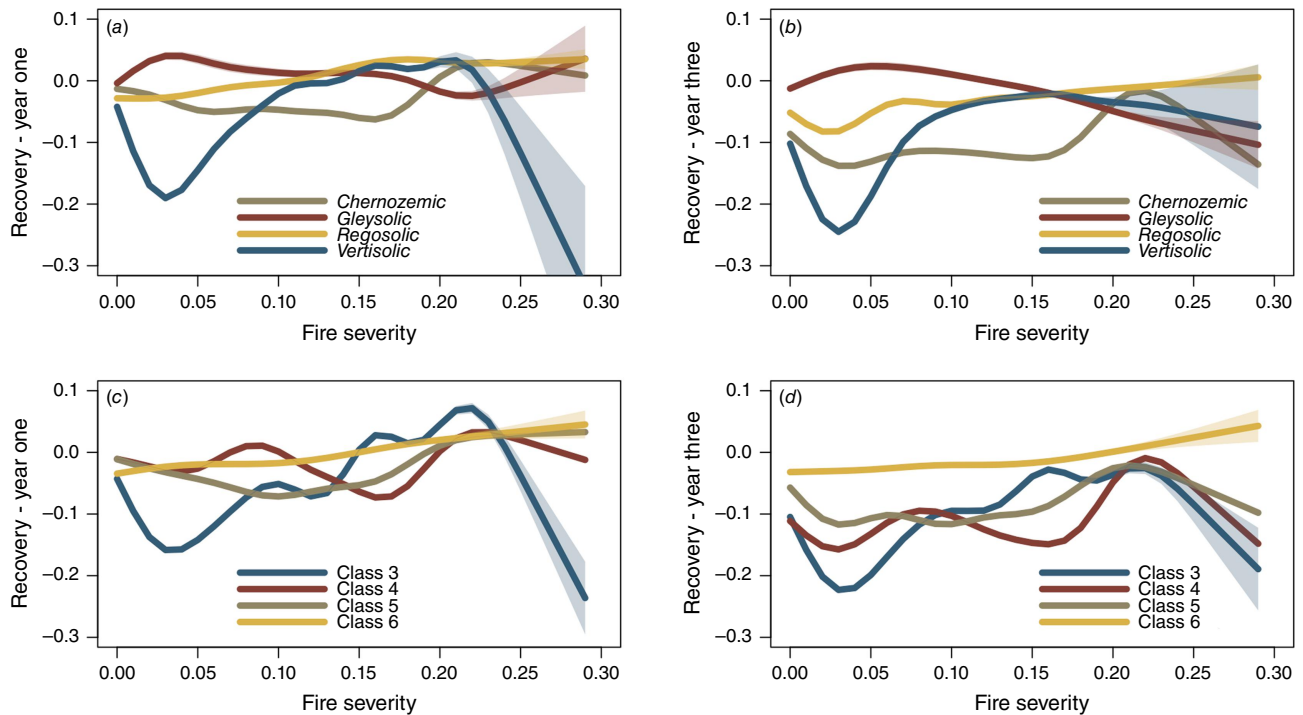 (a)
Recovery - year one
0.1
0.0
−0.1
−0.2
−0.3
Chernozemic
Gleysolic
Regosolic
Vertisolic
0.00 0.05 0.10 0.15 0.20 0.25 0.30
Fire severity
(b)
Recovery - year three
0.1
0.0
−0.1
−0.2
−0.3
Chernozemic
Gleysolic
Regosolic
Vertisolic
0.00 0.05 0.10 0.15 0.20 0.25 0.30
Fire severity
(c)
Recovery - year one
0.1
0.0
−0.1
−0.2
−0.3
Class 3
Class 4
Class 5
Class 6
0.00 0.05 0.10 0.15 0.20 0.25 0.30
Fire severity
(d)
Recovery - year three
0.1
0.0
−0.1
−0.2
−0.3
Class 3
Class 4
Class 5
Class 6
0.00 0.05 0.10 0.15 0.20 0.25 0.30
Fire severity